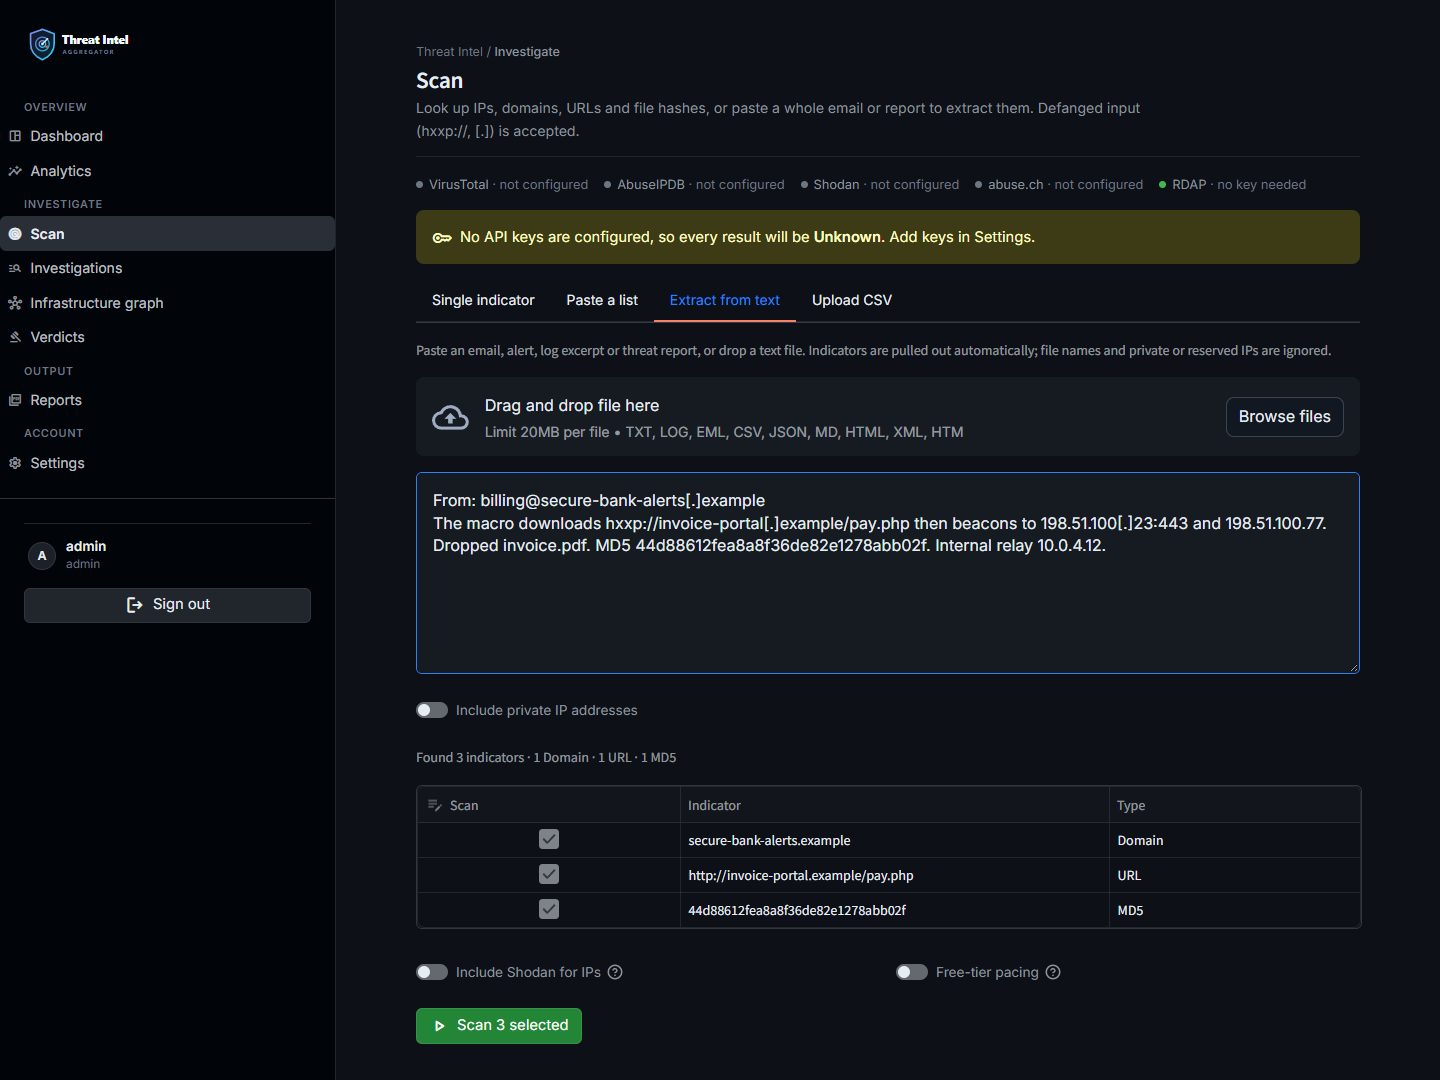 Threat Intel
AGGREGATOR
OVERVIEW
Dashboard
Analytics
INVESTIGATE
Scan
Investigations
Infrastructure graph
Verdicts
OUTPUT
Reports
ACCOUNT
Settings
A
admin
admin
Sign out
Threat Intel / Investigate
Scan
Look up IPs, domains, URLs and file hashes, or paste a whole email or report to extract them. Defanged input
(hxxp://, [.]) is accepted.
VirusTotal · not configured AbuseIPDB · not configured Shodan · not configured abuse.ch · not configured RDAP · no key needed
No API keys are configured, so every result will be Unknown. Add keys in Settings.
Single indicator Paste a list Extract from text Upload CSV
Paste an email, alert, log excerpt or threat report, or drop a text file. Indicators are pulled out automatically; file names and private or reserved IPs are ignored.
Drag and drop file here
Limit 20MB per file • TXT, LOG, EML, CSV, JSON, MD, HTML, XML, HTM
Browse files
From: billing@secure-bank-alerts[.]example
The macro downloads hxxp://invoice-portal[.]example/pay.php then beacons to 198.51.100[.]23:443 and 198.51.100.77.
Dropped invoice.pdf. MD5 44d88612fea8a8f36de82e1278abb02f. Internal relay 10.0.4.12.
Include private IP addresses
Found 3 indicators · 1 Domain · 1 URL · 1 MD5
Scan Indicator Type
secure-bank-alerts.example Domain
http://invoice-portal.example/pay.php URL
44d88612fea8a8f36de82e1278abb02f MD5
Include Shodan for IPs ? Free-tier pacing ?
Scan 3 selected